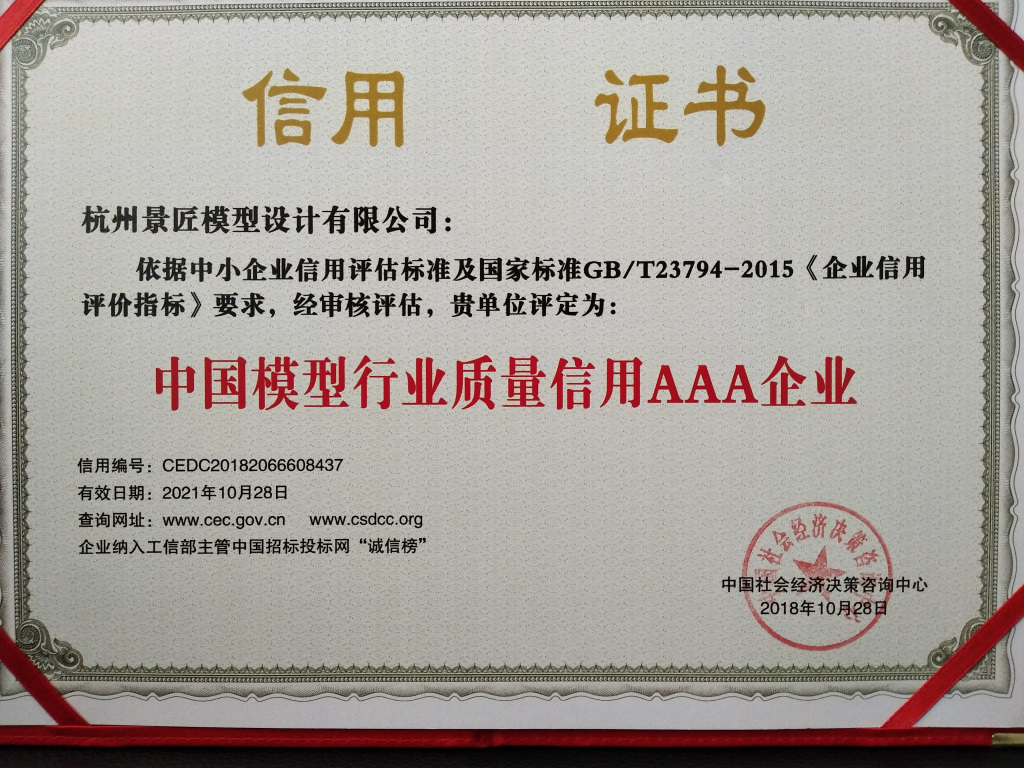 信用 证书
杭州景匠模型设计有限公司：
依据中小企业信用评估标准及国家标准GB/T23794-2015《企业信用
评价指标》要求，经审核评估，贵单位评定为：
中国模型行业质量信用AAA企业
信用编号：CEDC20182066608437
有效日期：2021年10月28日
查询网址：www.cec.gov.cn www.csdcc.org
企业纳入工信部主管中国招标投标网“诚信榜”
社会经济决策咨
中国社会经济决策咨询中心
2018年10月28日